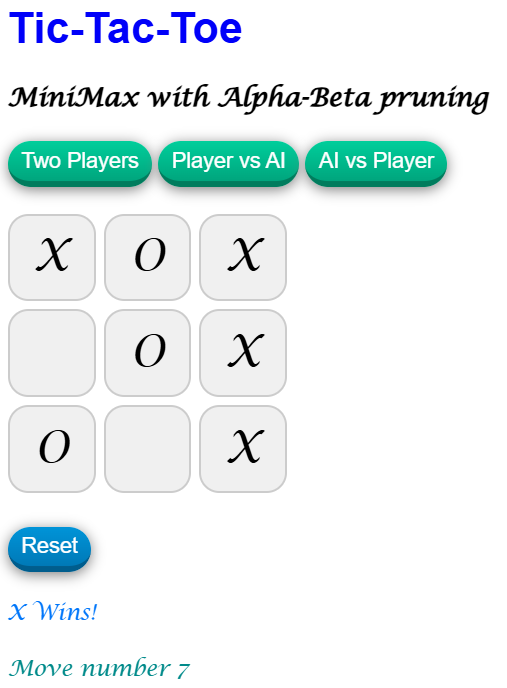 Tic-Tac-Toe
MiniMax with Alpha-Beta pruning
Two Players Player vs AI AI vs Player
X O X
O X
O X
Reset
X Wins!
Move number 7